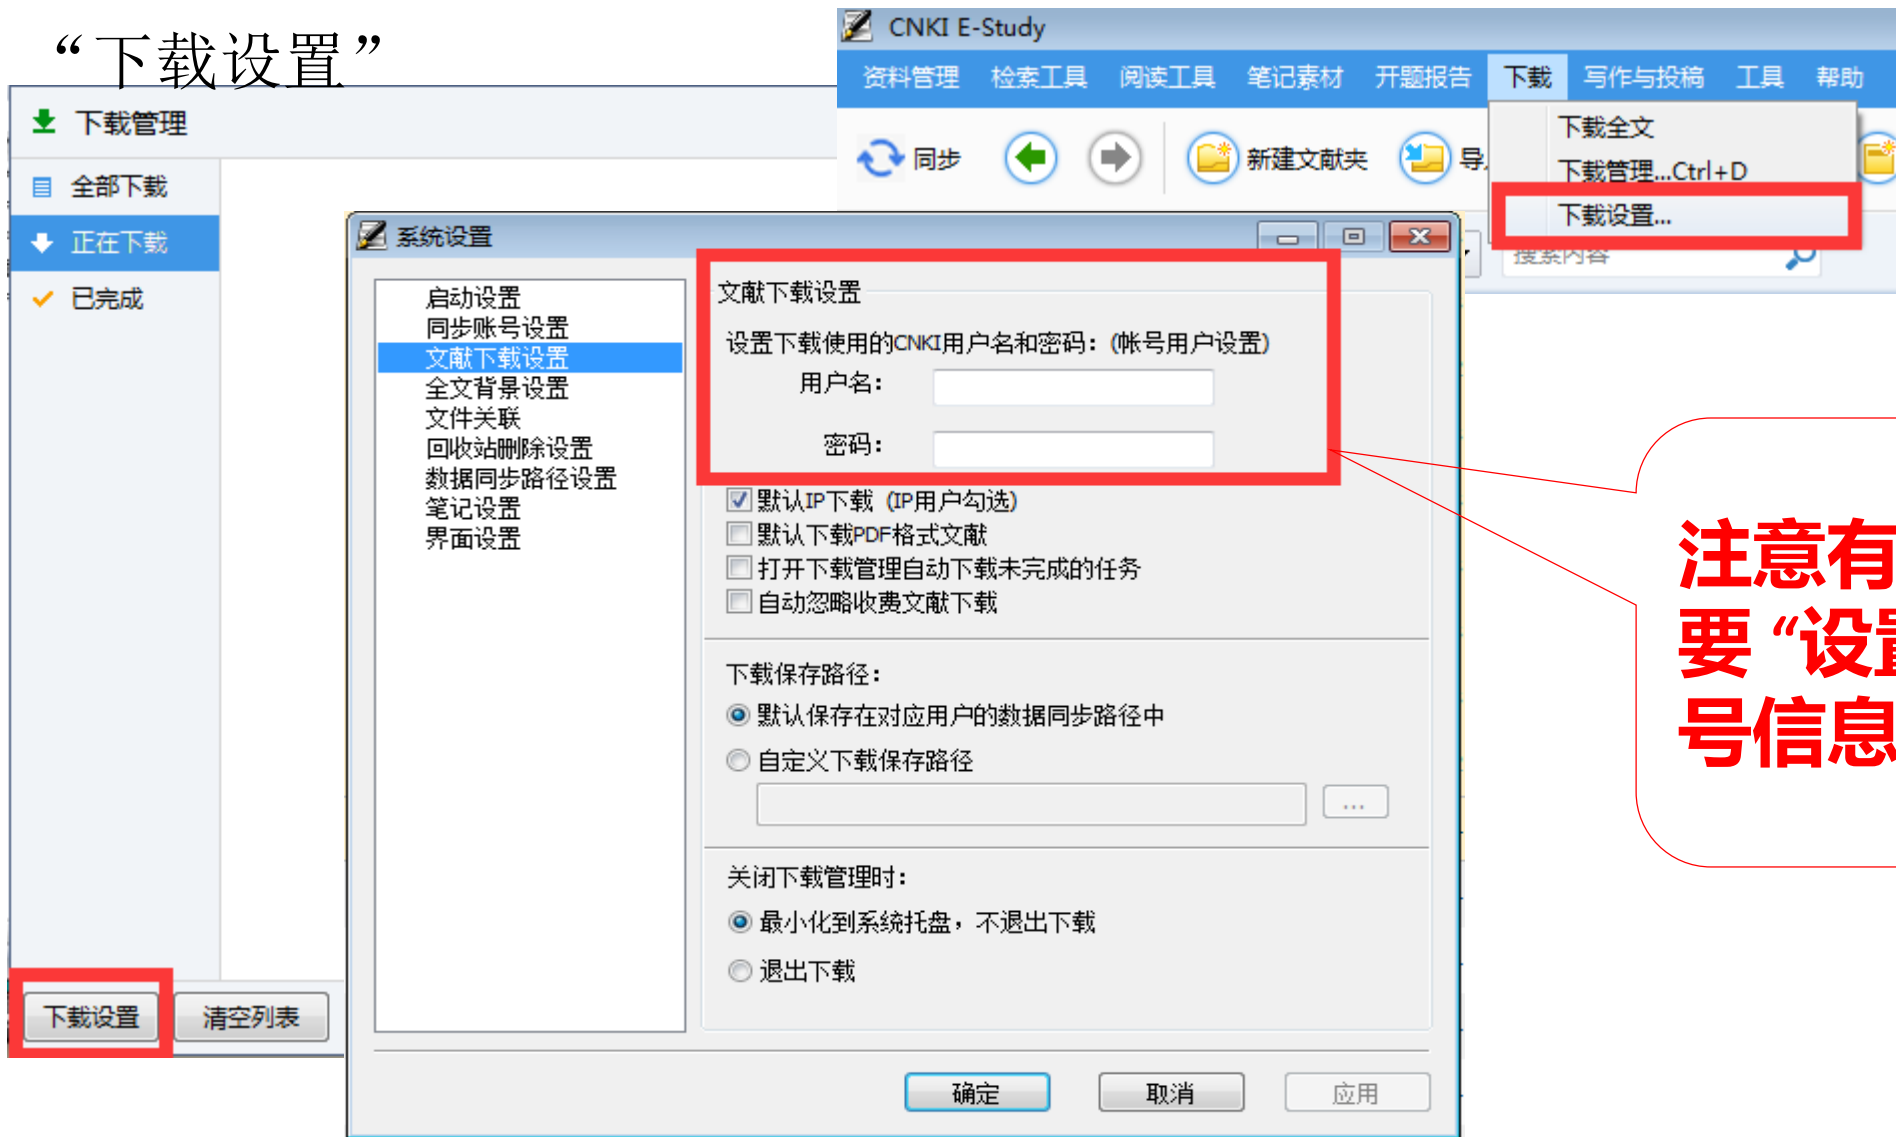 “下载设置”
CNKI E-Study
资料管理 检索工具 阅读工具 笔记素材 开题报告 下载 写作与投稿 工具 帮助
下载全文
下载管理...Ctrl+D
下载设置...
同步 新建文献夹 导
搜索内容
下载管理
全部下载
正在下载
已完成
下载设置 清空列表
系统设置
启动设置
同步账号设置
文献下载设置
全文背景设置
文件关联
回收站删除设置
数据同步路径设置
笔记设置
界面设置
文献下载设置
设置下载使用的CNKI用户名和密码：(帐号用户设置)
用户名：
密码：
默认IP下载 (IP用户勾选)
默认下载PDF格式文献
打开下载管理自动下载未完成的任务
自动忽略收费文献下载
下载保存路径：
默认保存在对应用户的数据同步路径中
自定义下载保存路径
...
关闭下载管理时：
最小化到系统托盘，不退出下载
退出下载
确定 取消 应用
注意有
要“设置
号信息